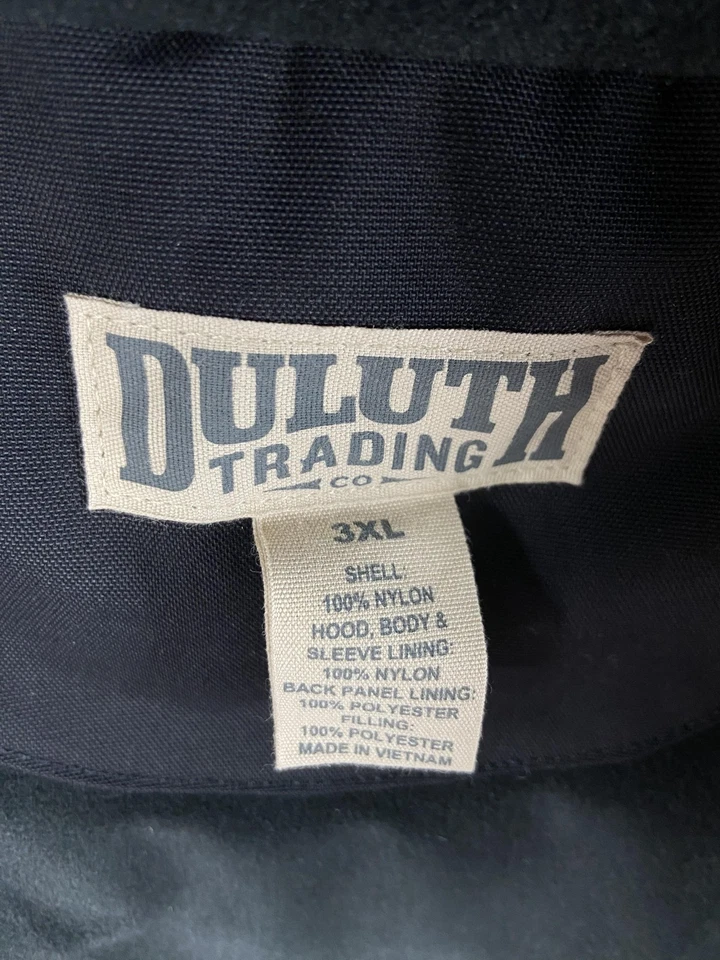 DULUTH
TRADING
CO
3XL
SHELL:
100% NYLON
HOOD, BODY &
SLEEVE LINING:
100% NYLON
BACK PANEL LINING:
100% POLYESTER
FILLING:
100% POLYESTER
MADE IN VIETNAM